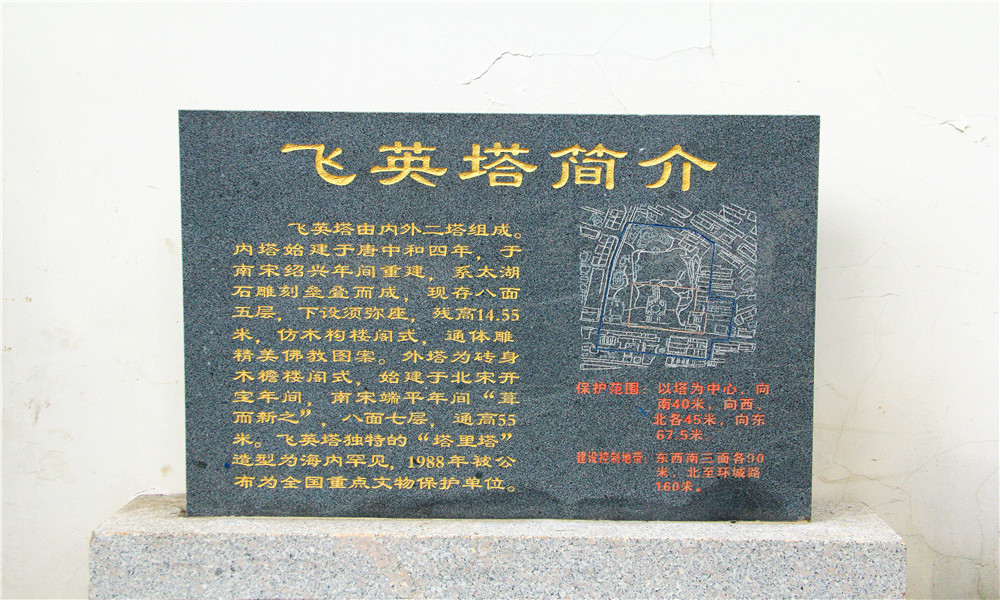 飞英塔简介
飞英塔由内外二塔组成。
内塔始建于唐中和四年，于
南宋绍兴年间重建，系太湖
石雕刻垒叠而成，现存八面
五层，下设须弥座，残高14.55
米，仿木构楼阁式，通体雕
精美佛教图案。外塔为砖身
木檐楼阁式，始建于北宋开
宝年间，南宋端平年间“葺
而新之”，八面七层，通高55
米。飞英塔独特的“塔里塔”
造型为海内罕见，1988年被公
布为全国重点文物保护单位。
保护范围：以塔为中心，向
南40米，向西、
北各45米，向东
67.5米
建设控制地带：东西南三面各90
米，北至环城路
160米。